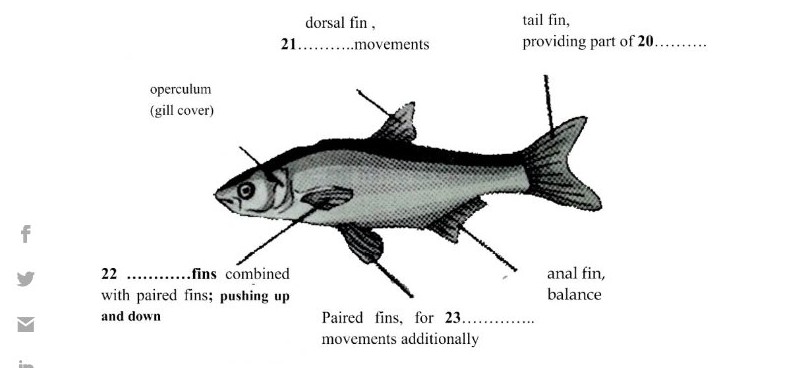 dorsal fin ,
21………..movements
tail fin,
providing part of 20……….
operculum
(gill cover)
22 …………fins combined
with paired fins; pushing up
and down
anal fin,
balance
Paired fins, for 23…………..
movements additionally